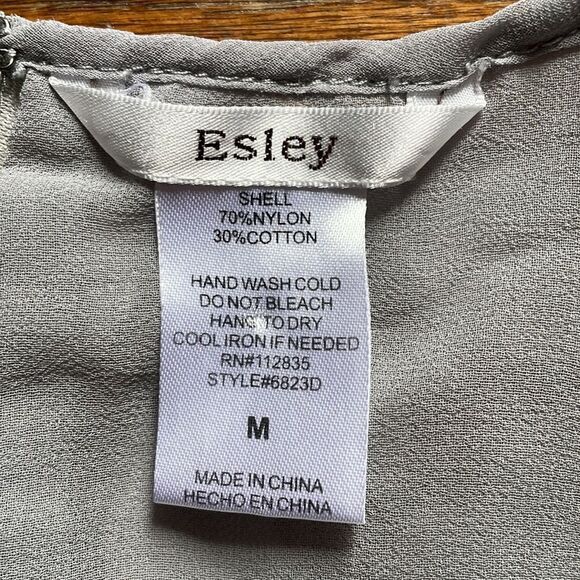 Esley
SHELL
70%NYLON
30%COTTON
HAND WASH COLD
DO NOT BLEACH
HANG TO DRY
COOL IRON IF NEEDED
RN#112835
STYLE#6823D
M
MADE IN CHINA
HECHO EN CHINA